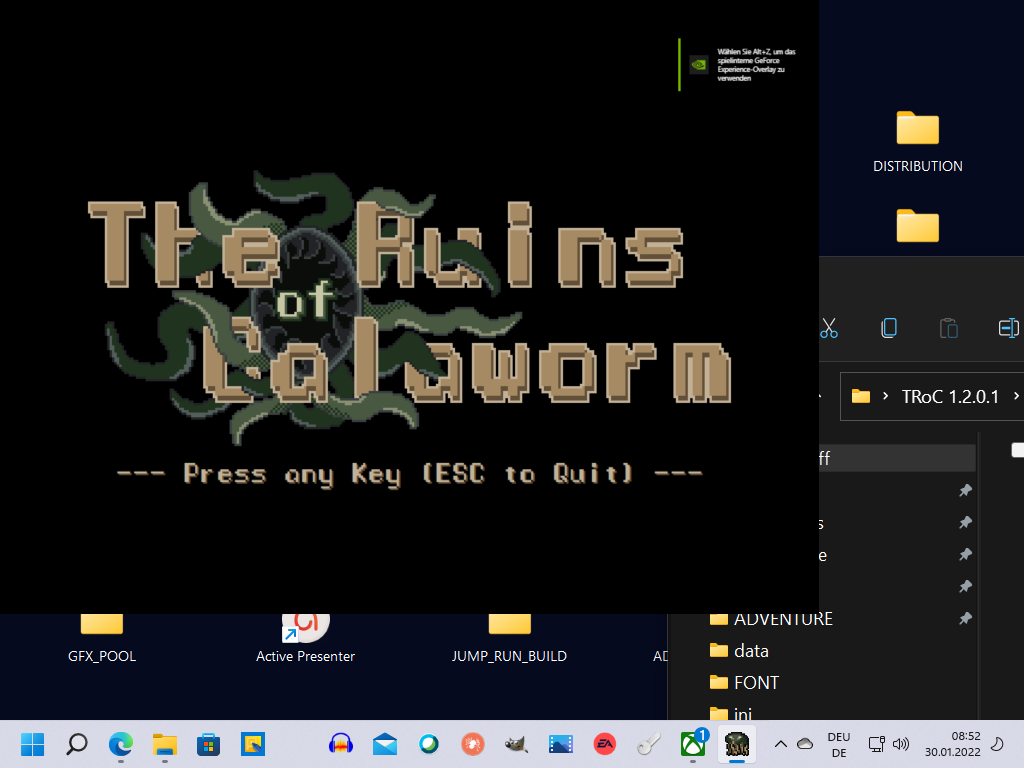 Wählen Sie Alt+Z, um das
spielinterne GeForce
Experience-Overlay zu
verwenden
DISTRIBUTION
The Ruins
of
Calaworm
--- Press any Key (ESC to Quit) ---
TRoC 1.2.0.1
ff
s
e
ADVENTURE
data
FONT
ini
GFX_POOL
Active Presenter
JUMP_RUN_BUILD
AD
EA
1
DEU
DE
08:52
30.01.2022